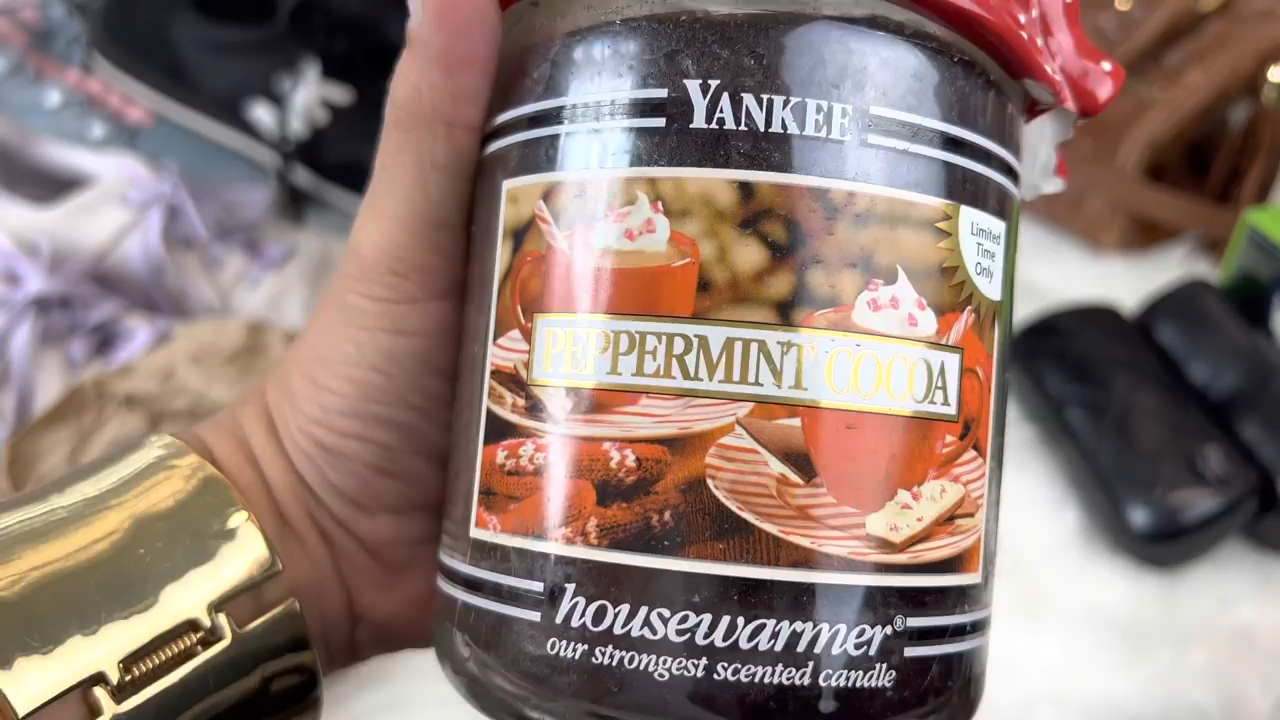 YANKEE
Limited
Time
Only
PEPPERMINT COCOA
housewarmer®
our strongest scented candle